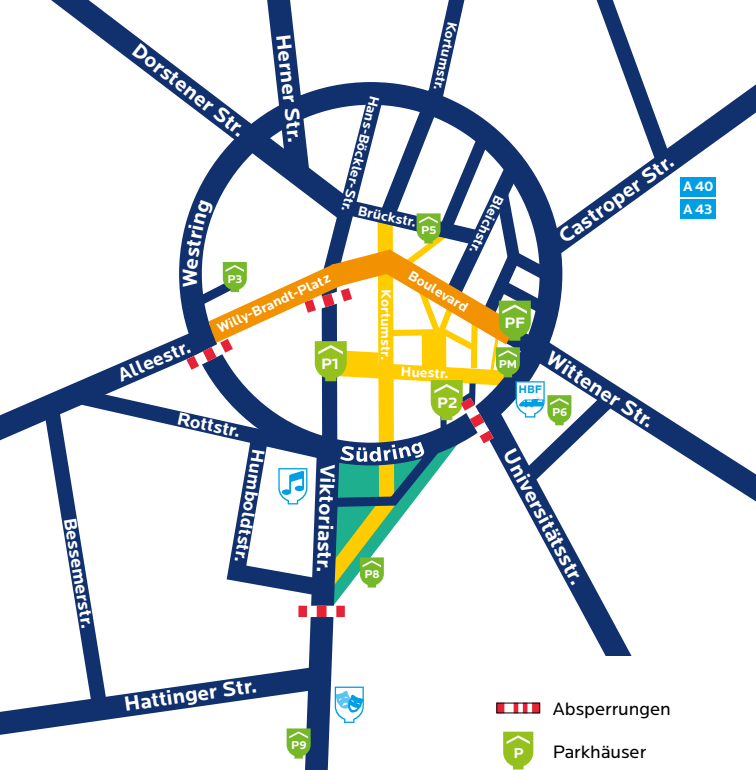 Kortumstr.
Herner Str.
Dorstener Str.
Hans-Böckler-Str.
Castroper Str.
A 40
A 43
Bleichstr.
Brückstr.
P5
Westring
P3
Willy-Brandt-Platz
Boulevard
Kortumstr.
PF
Alleestr.
P1
PM
Huestr.
Wittener Str.
HBF
P2
P6
Rottstr.
Südring
Humboldtstr.
Viktoriastr.
Universitätsstr.
Bessemerstr.
P8
Hattinger Str.
P9
Absperrungen
P
Parkhäuser